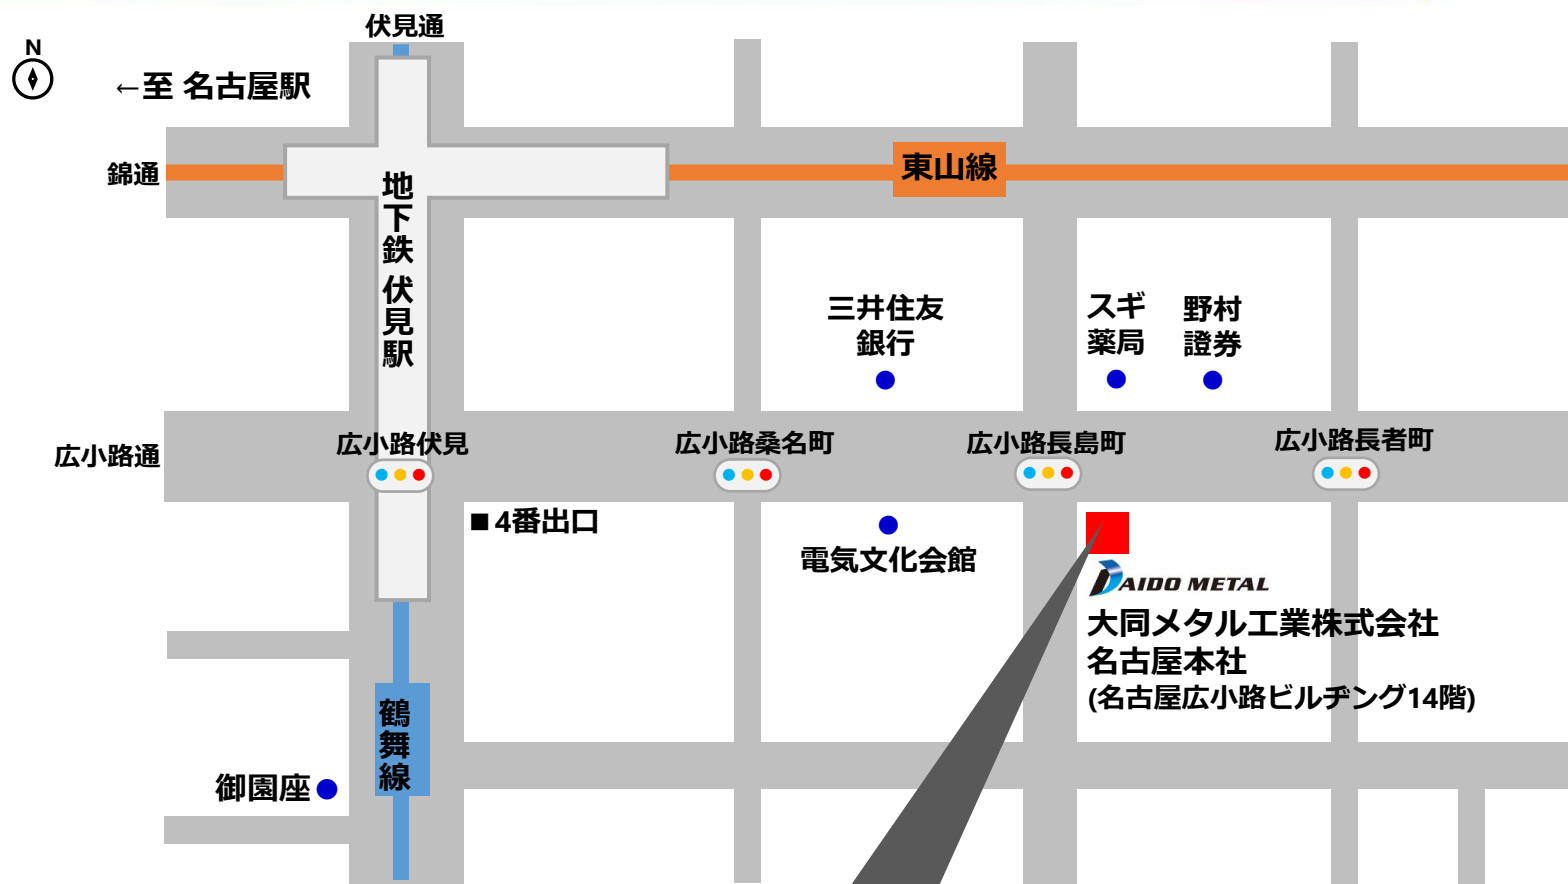 伏見通
N
←至 名古屋駅
錦通
東山線
地下鉄 伏見駅
三井住友
銀行
スギ
薬局
野村
證券
広小路通
広小路伏見
広小路桑名町
広小路長島町
広小路長者町
■4番出口
電気文化会館
DAIDO METAL
大同メタル工業株式会社
名古屋本社
(名古屋広小路ビルヂング14階)
鶴舞線
御園座